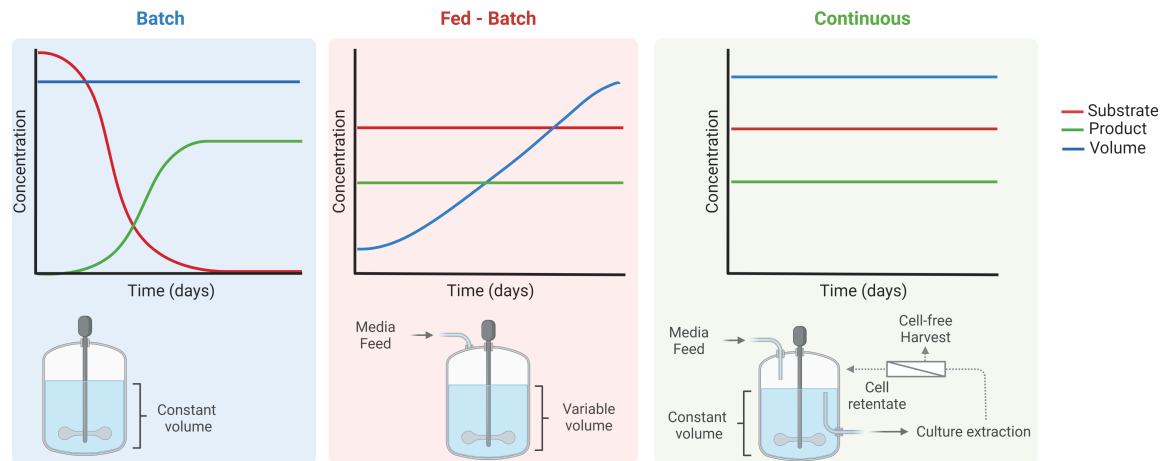 Batch
Fed - Batch
Continuous
Concentration
Concentration
Concentration
Substrate
Product
Volume
Time (days)
Time (days)
Time (days)
Constant
volume
Media
Feed
Variable
volume
Media
Feed
Cell-free
Harvest
Cell
retentate
Constant
volume
Culture extraction